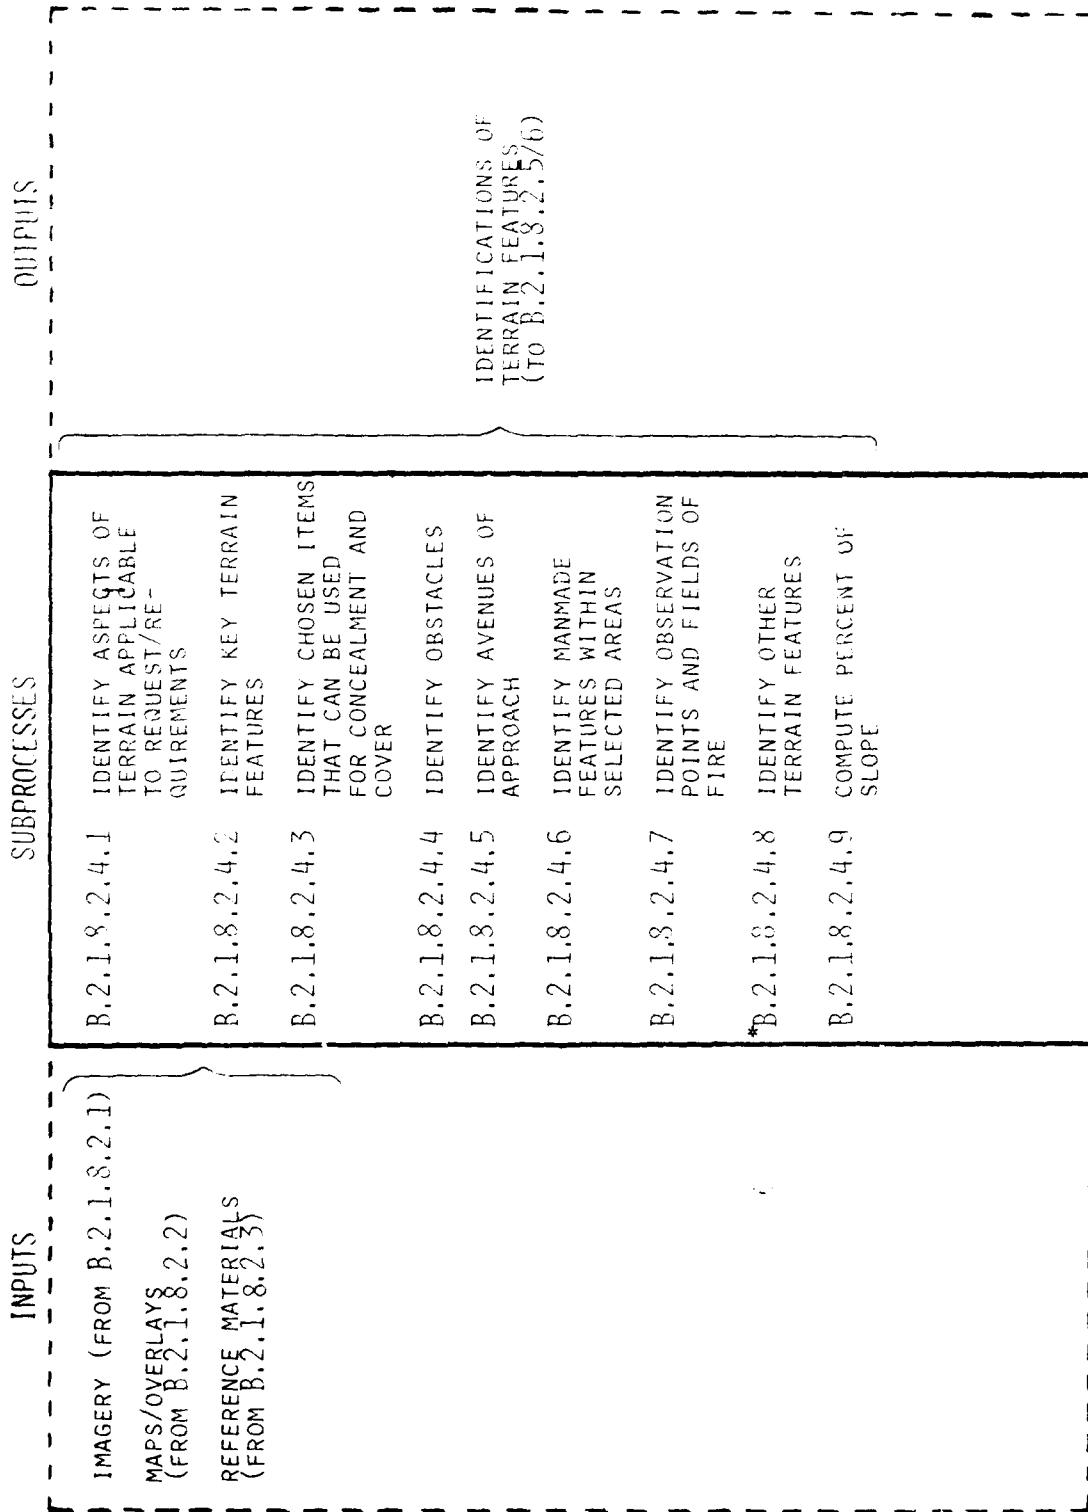 INPUTS
IMAGERY (FROM B.2.1.8.2.1)
MAPS/OVERLAYS
(FROM B.2.1.8.2.2)
REFERENCE MATERIALS
(FROM B.2.1.8.2.3)
SUBPROCESSES
B.2.1.8.2.4.1 IDENTIFY ASPECTS OF
TERRAIN APPLICABLE
TO REQUEST/RE-
QUIREMENTS
B.2.1.8.2.4.2 IDENTIFY KEY TERRAIN
FEATURES
B.2.1.8.2.4.3 IDENTIFY CHOSEN ITEMS
THAT CAN BE USED
FOR CONCEALMENT AND
COVER
B.2.1.8.2.4.4 IDENTIFY OBSTACLES
B.2.1.8.2.4.5 IDENTIFY AVENUES OF
APPROACH
B.2.1.8.2.4.6 IDENTIFY MANMADE
FEATURES WITHIN
SELECTED AREAS
B.2.1.8.2.4.7 IDENTIFY OBSERVATION
POINTS AND FIELDS OF
FIRE
*B.2.1.8.2.4.8 IDENTIFY OTHER
TERRAIN FEATURES
B.2.1.8.2.4.9 COMPUTE PERCENT OF
SLOPE
OUTPUTS
IDENTIFICATIONS OF
TERRAIN FEATURES
(TO B.2.1.8.2.5/6)